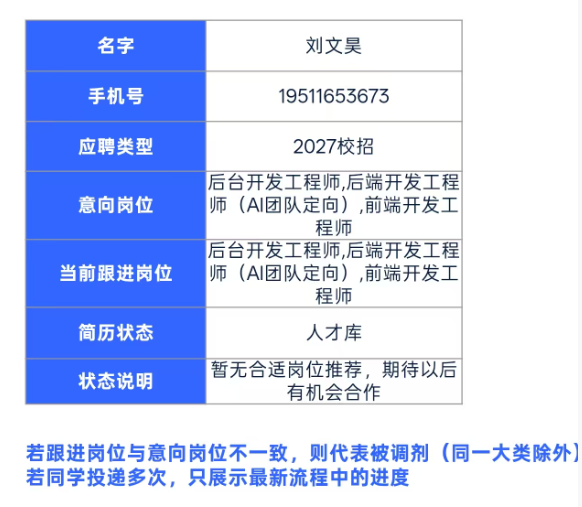 名字
刘文昊
手机号
19511653673
应聘类型
2027校招
意向岗位
后台开发工程师,后端开发工程
师（AI团队定向）,前端开发工
程师
当前跟进岗位
后台开发工程师,后端开发工程
师（AI团队定向）,前端开发工
程师
简历状态
人才库
状态说明
暂无合适岗位推荐，期待以后
有机会合作
若跟进岗位与意向岗位不一致，则代表被调剂（同一大类除外）
若同学投递多次，只展示最新流程中的进度